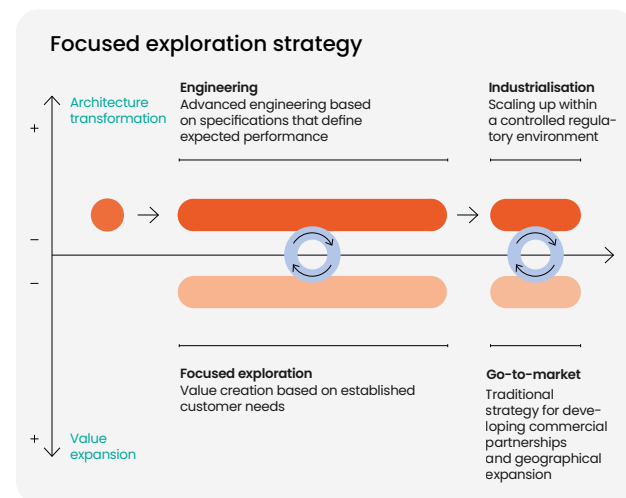 Focused exploration strategy
Engineering
Advanced engineering based
on specifications that define
expected performance
Industrialisation
Scaling up within
a controlled regula-
tory environment
Architecture
transformation
+
–
–
+
Value
expansion
Focused exploration
Value creation based on established
customer needs
Go-to-market
Traditional
strategy for deve-
loping commercial
partnerships
and geographical
expansion